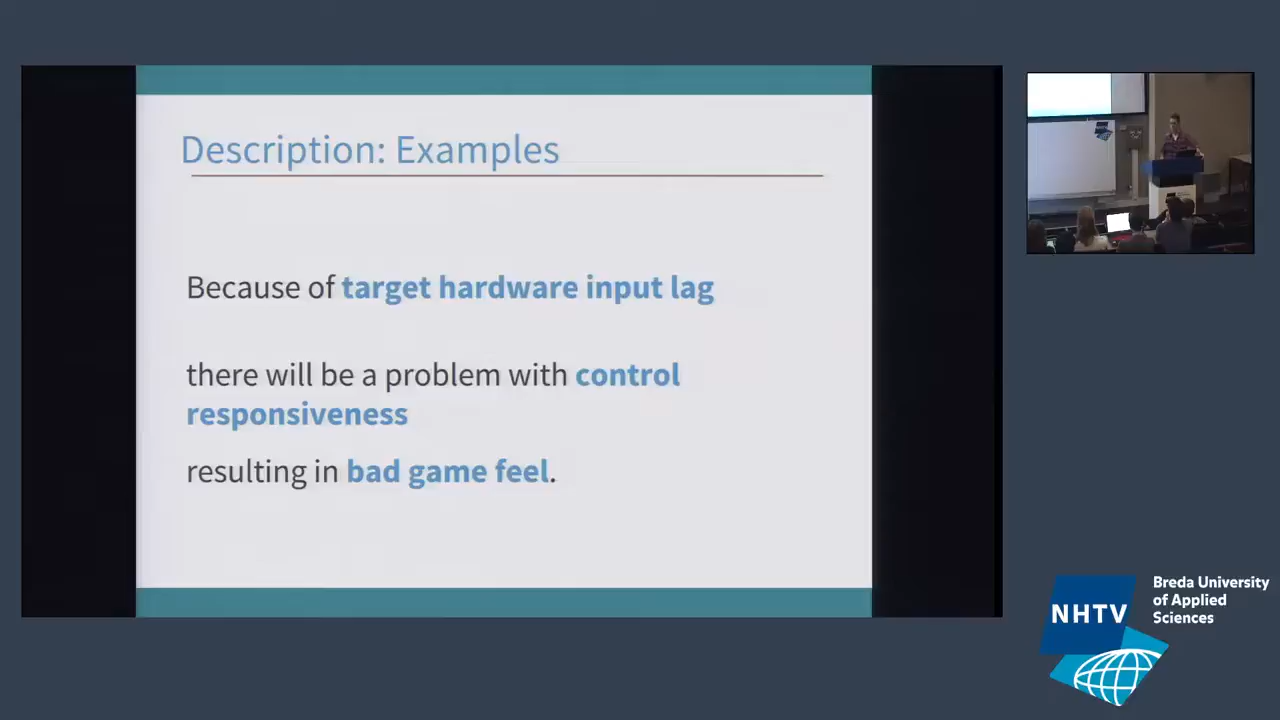 Description: Examples
Because of target hardware input lag
there will be a problem with control
responsiveness
resulting in bad game feel.
NHTV
Breda University
of Applied
Sciences